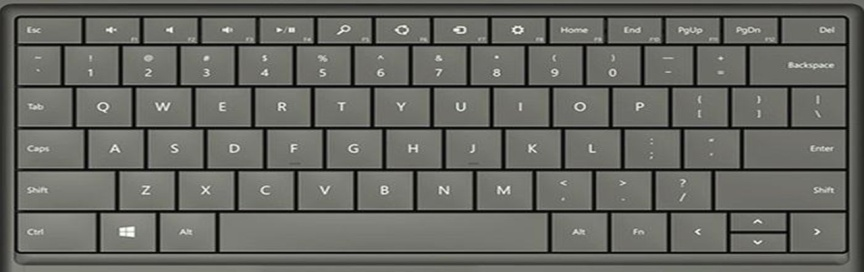 Esc F1 F2 F3 F4 F5 F6 F7 F8 Home F9 End F10 PgUp F11 PgDn F12 Del
~ ` ! 1 @ 2 # 3 $ 4 % 5 ^ 6 & 7 * 8 ( 9 ) 0 — - + = Backspace
Tab Q W E R T Y U I O P { [ } ] | \
Caps A S D F G H J K L : ; " ' Enter
Shift Z X C V B N M < , > . ? / Shift
Ctrl Alt Alt Fn < ^ v >